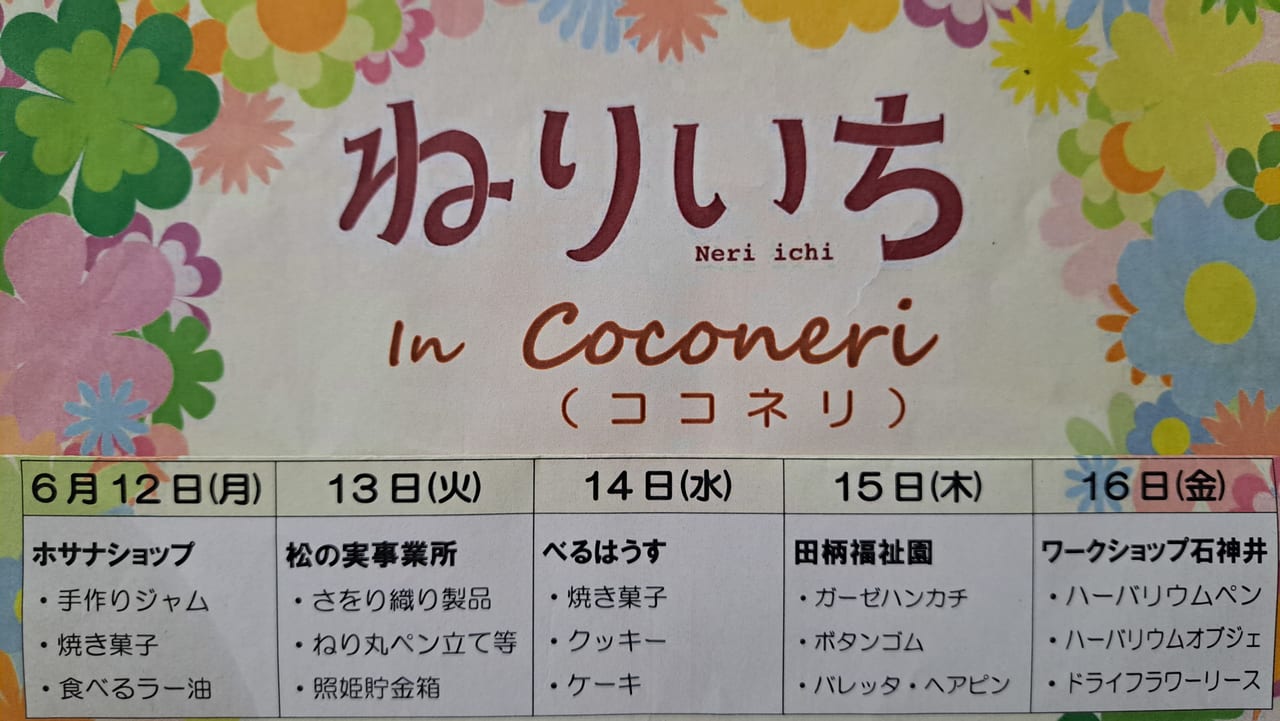 ねりいち
Neri ichi
In Coconeri
(ココネリ)
6月12日(月)
ホサナショップ
・手作りジャム
・焼き菓子
・食べるラー油
13日(火)
松の実事業所
・さをり織り製品
・ねり丸ペン立て等
・照姫貯金箱
14日(水)
べるはうす
・焼き菓子
・クッキー
・ケーキ
15日(木)
田柄福祉園
・ガーゼハンカチ
・ボタンゴム
・バレッタ・ヘアピン
16日(金)
ワークショップ石神井
・ハーバリウムペン
・ハーバリウムオブジェ
・ドライフラワーリース